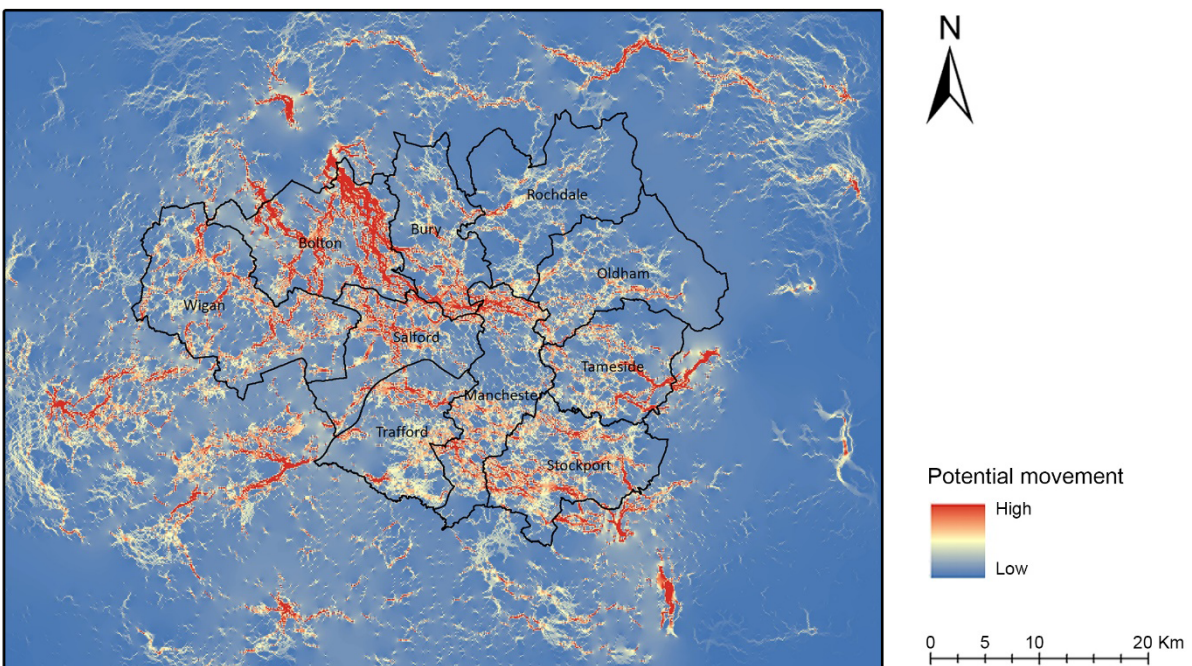 N
Rochdale
Bury
Bolton
Oldham
Wigan
Salford
Tameside
Manchester
Trafford
Stockport
Potential movement
High
Low
0 5 10 20 Km